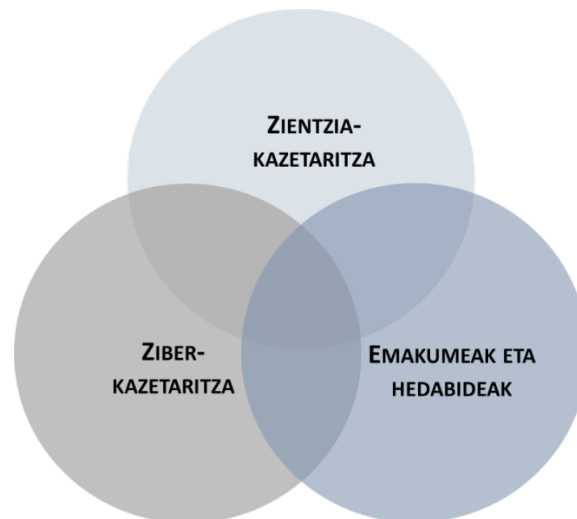 ZIENTZIA-
KAZETARITZA
ZIBER-
KAZETARITZA
EMAKUMEAK ETA
HEDABIDEAK